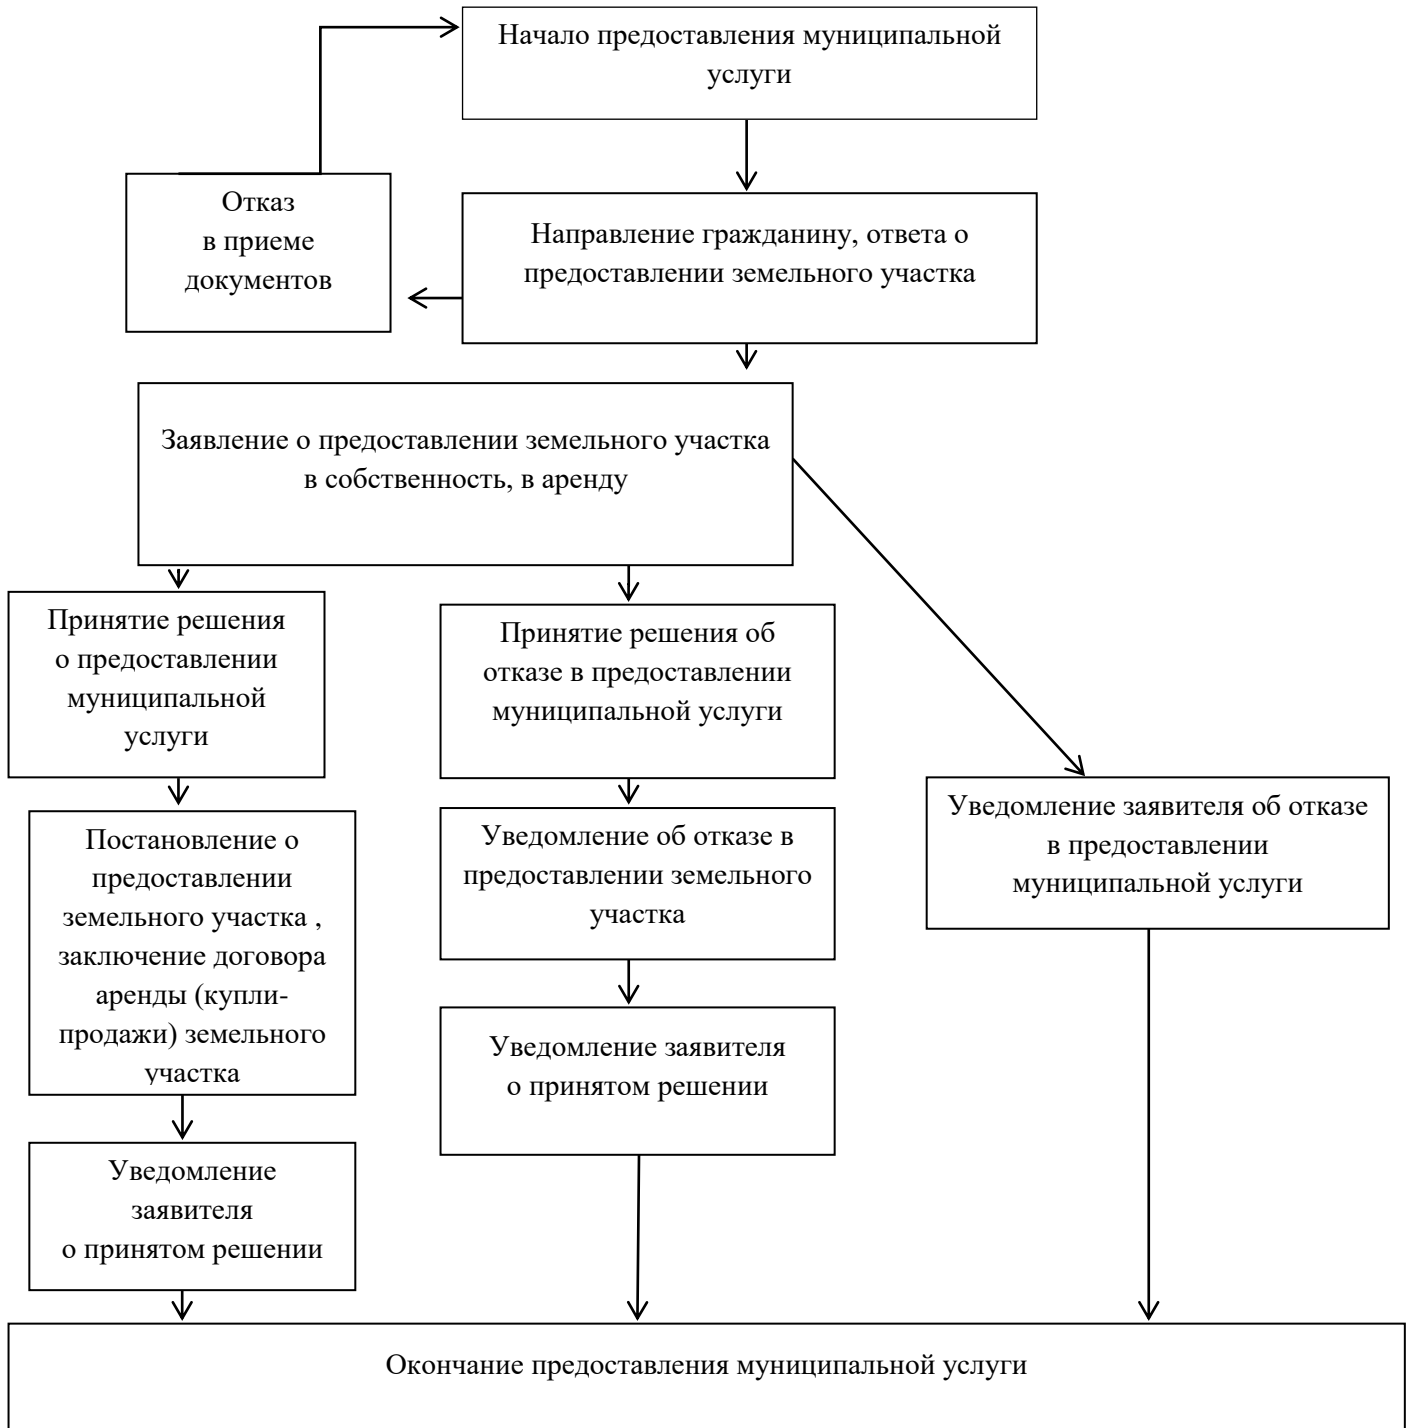 Начало предоставления муниципальной
услуги
Отказ
в приеме
документов
Направление гражданину, ответа о
предоставлении земельного участка
Заявление о предоставлении земельного участка
в собственность, в аренду
Принятие решения
о предоставлении
муниципальной
услуги
Принятие решения об
отказе в предоставлении
муниципальной услуги
Уведомление заявителя об отказе
в предоставлении
муниципальной услуги
Постановление о
предоставлении
земельного участка ,
заключение договора
аренды (купли-
продажи) земельного
участка
Уведомление об отказе в
предоставлении земельного
участка
Уведомление заявителя
о принятом решении
Уведомление
заявителя
о принятом решении
Окончание предоставления муниципальной услуги